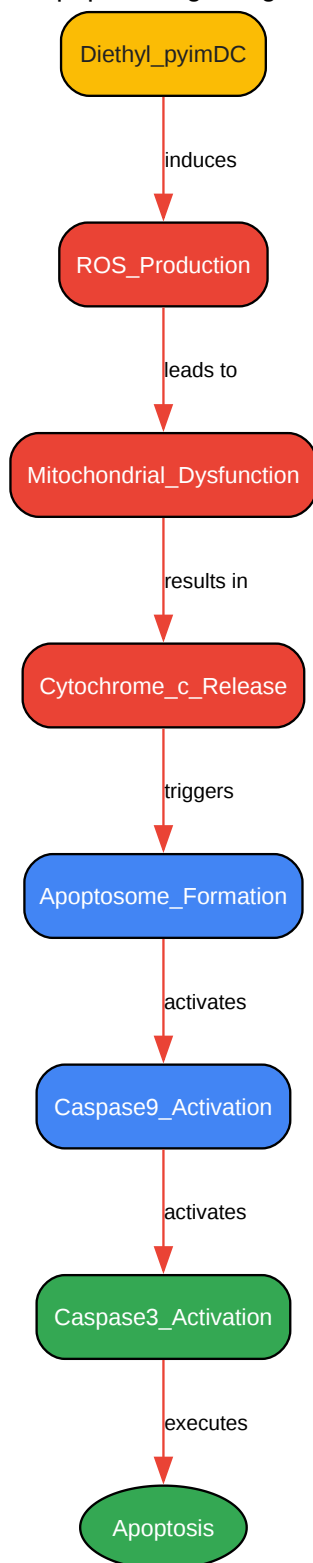 Diethyl_pyimDC
induces
ROS_Production
leads to
Mitochondrial_Dysfunction
results in
Cytochrome_c_Release
triggers
Apoptosome_Formation
activates
Caspase9_Activation
activates
Caspase3_Activation
executes
Apoptosis